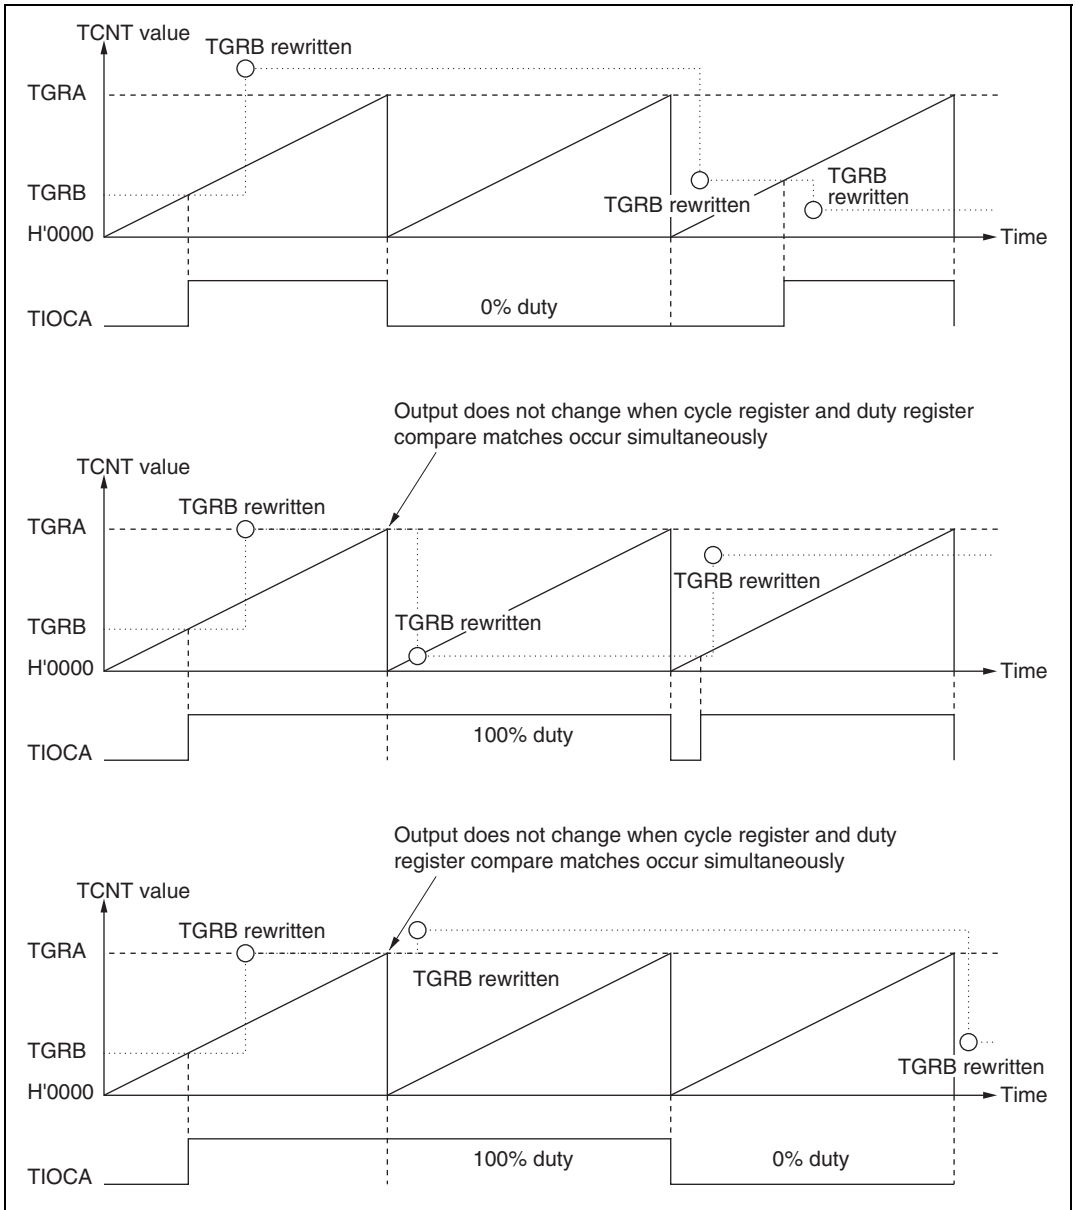 TCNT value
TGRB rewritten
TGRA
TGRB
TGRB rewritten
TGRB
rewritten
H'0000
Time
TIOCA
0% duty
Output does not change when cycle register and duty register
compare matches occur simultaneously
TCNT value
TGRB rewritten
TGRA
TGRB rewritten
TGRB
TGRB rewritten
H'0000
Time
TIOCA
100% duty
Output does not change when cycle register and duty
register compare matches occur simultaneously
TCNT value
TGRB rewritten
TGRA
TGRB rewritten
TGRB
TGRB rewritten
H'0000
Time
TIOCA
100% duty
0% duty